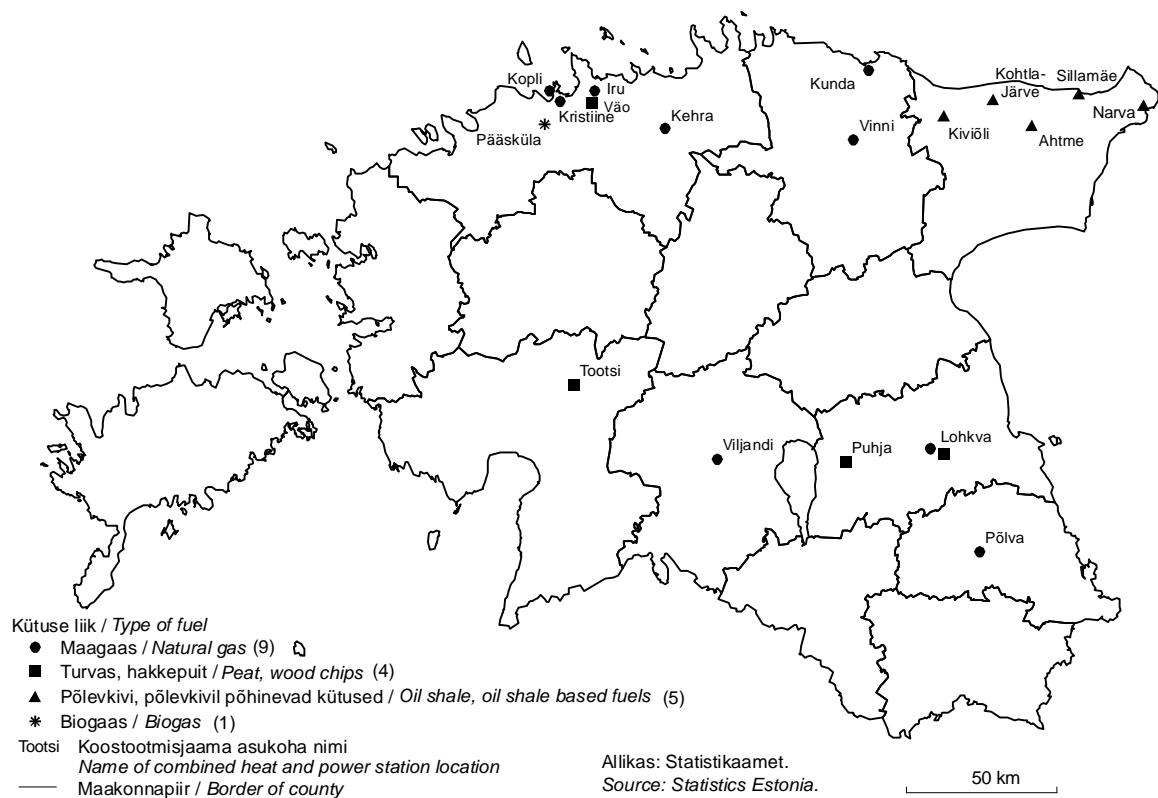 Kopli
Iru
Väo
Kristiine
Pääsküla
Kehra
Kunda
Vinni
Kohtla-
Järve
Sillamäe
Narva
Kiviõli
Ahtme
Tootsi
Viljandi
Puhja
Lohkva
Põlva
Kütuse liik / Type of fuel
Maagaas / Natural gas (9)
Turvas, hakkepuit / Peat, wood chips (4)
Põlevkivi, põlevkivil põhinevad kütused / Oil shale, oil shale based fuels (5)
Biogaas / Biogas (1)
Tootsi Koostootmisjaama asukoha nimi
Name of combined heat and power station location
Maakonnapiir / Border of county
Allikas: Statistikaamet.
Source: Statistics Estonia.
50 km